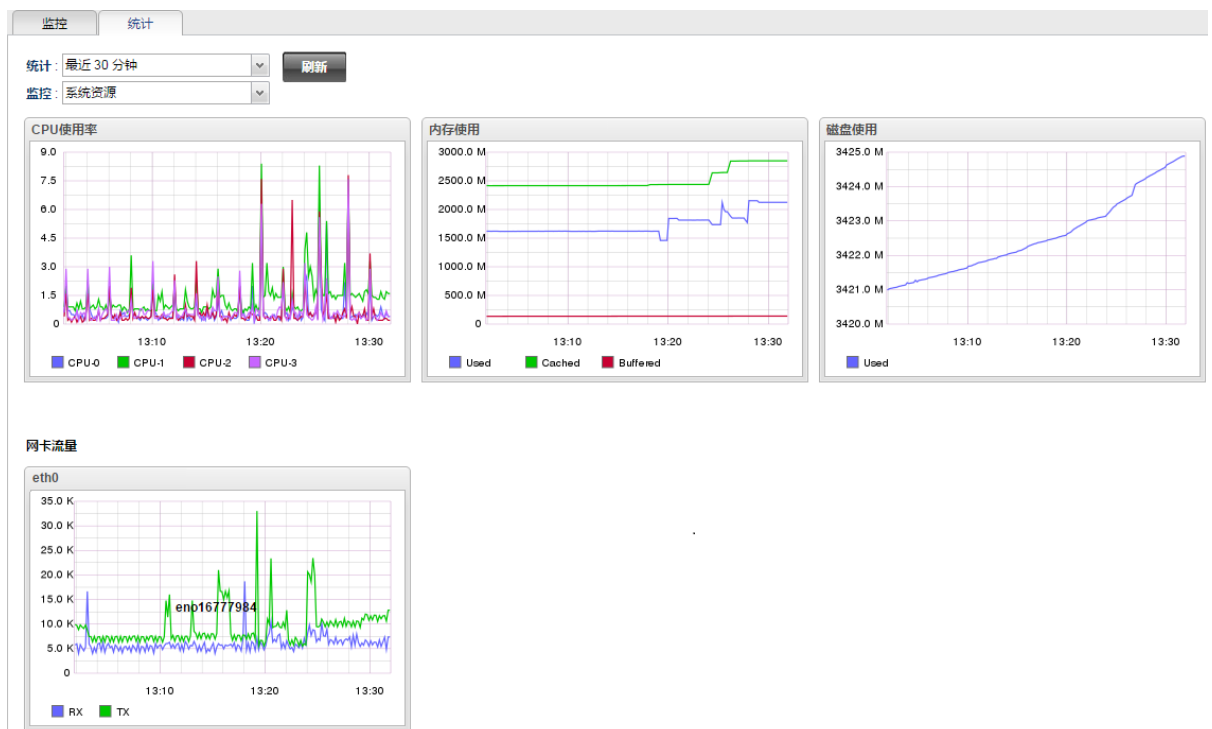 监控 统计
统计 : 最近 30 分钟 刷新
监控 : 系统资源
CPU使用率
9.0
7.5
6.0
4.5
3.0
1.5
0
13:10 13:20 13:30
CPU-0 CPU-1 CPU-2 CPU-3
内存使用
3000.0 M
2500.0 M
2000.0 M
1500.0 M
1000.0 M
500.0 M
0
13:10 13:20 13:30
Used Cached Buffered
磁盘使用
3425.0 M
3424.0 M
3423.0 M
3422.0 M
3421.0 M
3420.0 M
13:10 13:20 13:30
Used
网卡流量
eth0
35.0 K
30.0 K
25.0 K
20.0 K
15.0 K
10.0 K
5.0 K
0
eno16777984
13:10 13:20 13:30
RX TX